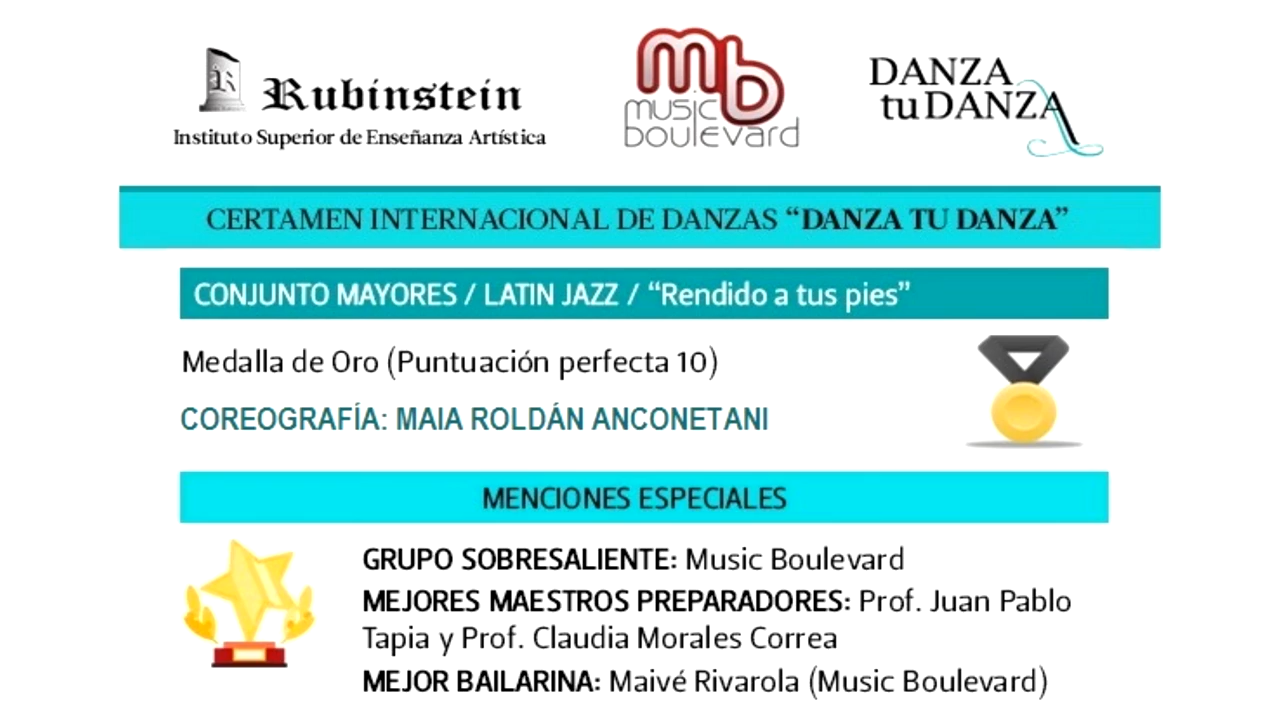 R
Rubinstein
Instituto Superior de Enseñanza Artística
mb
music
boulevard
DANZA
tu DANZA
CERTAMEN INTERNACIONAL DE DANZAS “DANZA TU DANZA”
CONJUNTO MAYORES / LATIN JAZZ / “Rendido a tus pies”
Medalla de Oro (Puntuación perfecta 10)
COREOGRAFÍA: MAIA ROLDÁN ANCONETANI
MENCIONES ESPECIALES
GRUPO SOBRESALIENTE: Music Boulevard
MEJORES MAESTROS PREPARADORES: Prof. Juan Pablo
Tapia y Prof. Claudia Morales Correa
MEJOR BAILARINA: Maivé Rivarola (Music Boulevard)